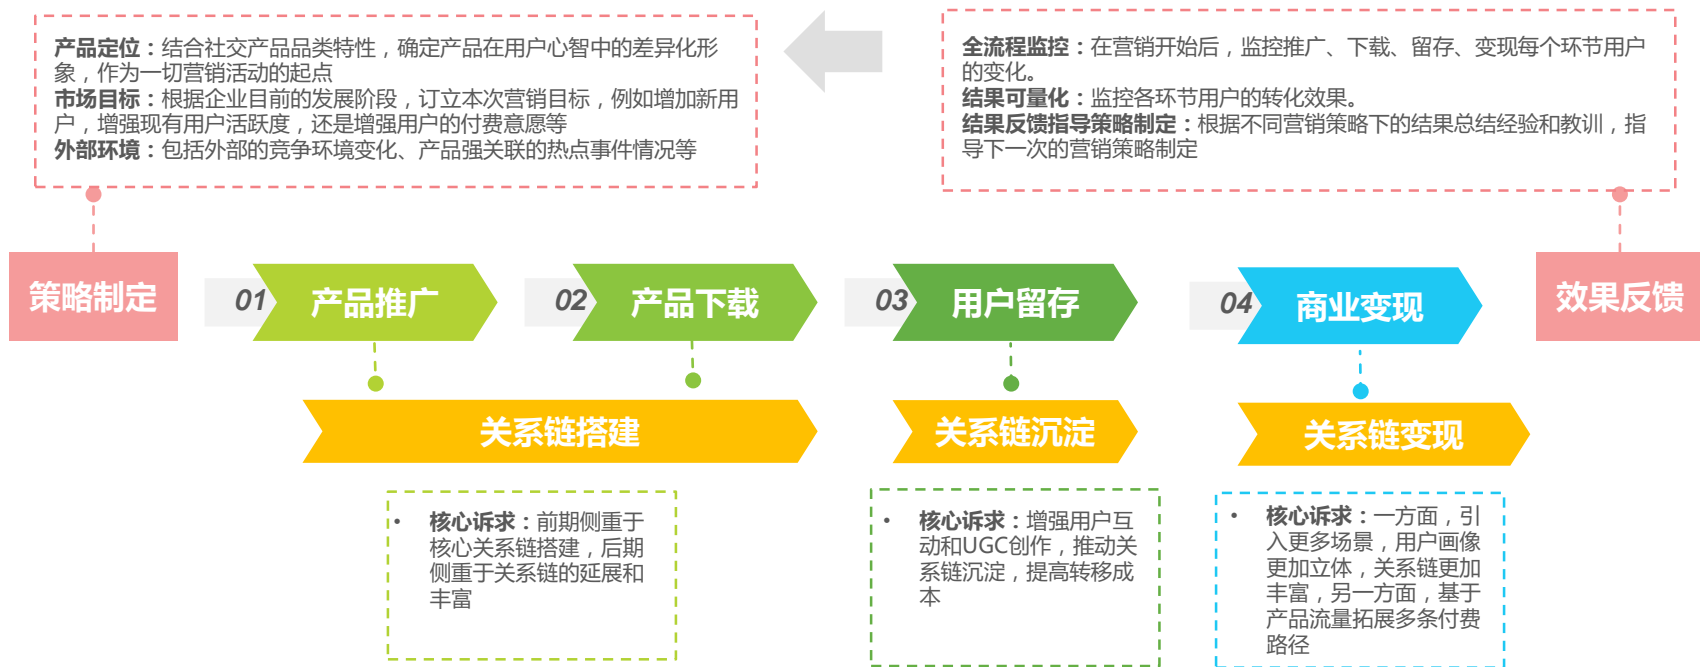 产品定位：结合社交产品品类特性，确定产品在用户心智中的差异化形
象，作为一切营销活动的起点
市场目标：根据企业目前的发展阶段，订立本次营销目标，例如增加新用
户，增强现有用户活跃度，还是增强用户的付费意愿等
外部环境：包括外部的竞争环境变化、产品强关联的热点事件情况等
全流程监控：在营销开始后，监控推广、下载、留存、变现每个环节用户
的变化。
结果可量化：监控各环节用户的转化效果。
结果反馈指导策略制定：根据不同营销策略下的结果总结经验和教训，指
导下一次的营销策略制定
策略制定
01
产品推广
02
产品下载
03
用户留存
04
商业变现
效果反馈
关系链搭建
关系链沉淀
关系链变现
• 核心诉求：前期侧重于
核心关系链搭建，后期
侧重于关系链的延展和
丰富
• 核心诉求：增强用户互
动和UGC创作，推动关
系链沉淀，提高转移成
本
• 核心诉求：一方面，引
入更多场景，用户画像
更加立体，关系链更加
丰富，另一方面，基于
产品流量拓展多条付费
路径